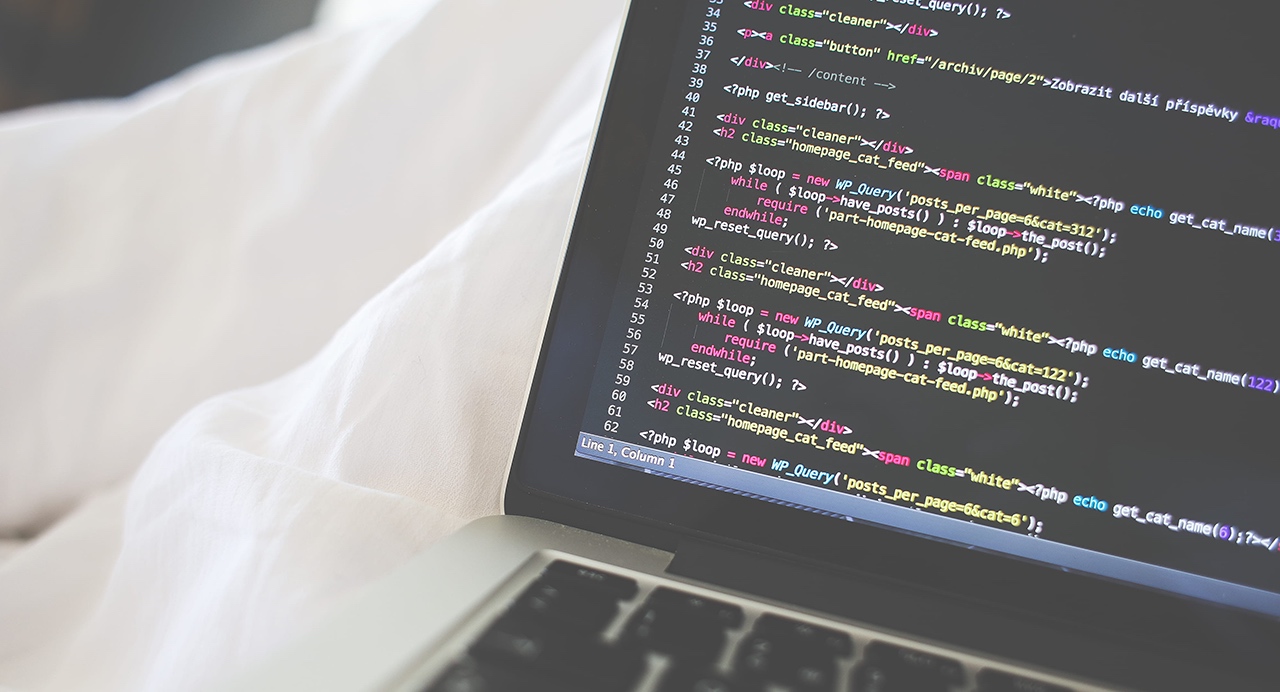 _reset_query(); ?>
33 <div class="cleaner"></div>
34
35 <p><a class="button" href="/archiv/page/2">Zobrazit další příspěvky &raqu
36
37 </div><!-- /content -->
38
39 <?php get_sidebar(); ?>
40
41 <div class="cleaner"></div>
42 <h2 class="homepage_cat_feed"><span class="white"><?php echo get_cat_name(3
43
44 <?php $loop = new WP_Query('posts_per_page=6&cat=312');
45 while ( $loop->have_posts() ) : $loop->the_post();
46 require ('part-homepage-cat-feed.php');
47 endwhile;
48 wp_reset_query(); ?>
49
50 <div class="cleaner"></div>
51 <h2 class="homepage_cat_feed"><span class="white"><?php echo get_cat_name(122)
52
53 <?php $loop = new WP_Query('posts_per_page=6&cat=122');
54 while ( $loop->have_posts() ) : $loop->the_post();
55 require ('part-homepage-cat-feed.php');
56 endwhile;
57 wp_reset_query(); ?>
58
59 <div class="cleaner"></div>
60 <h2 class="homepage_cat_feed"><span class="white"><?php echo get_cat_name(6);?></
61
62 <?php $loop = new WP_Query('posts_per_page=6&cat=6');
Line 1, Column 1